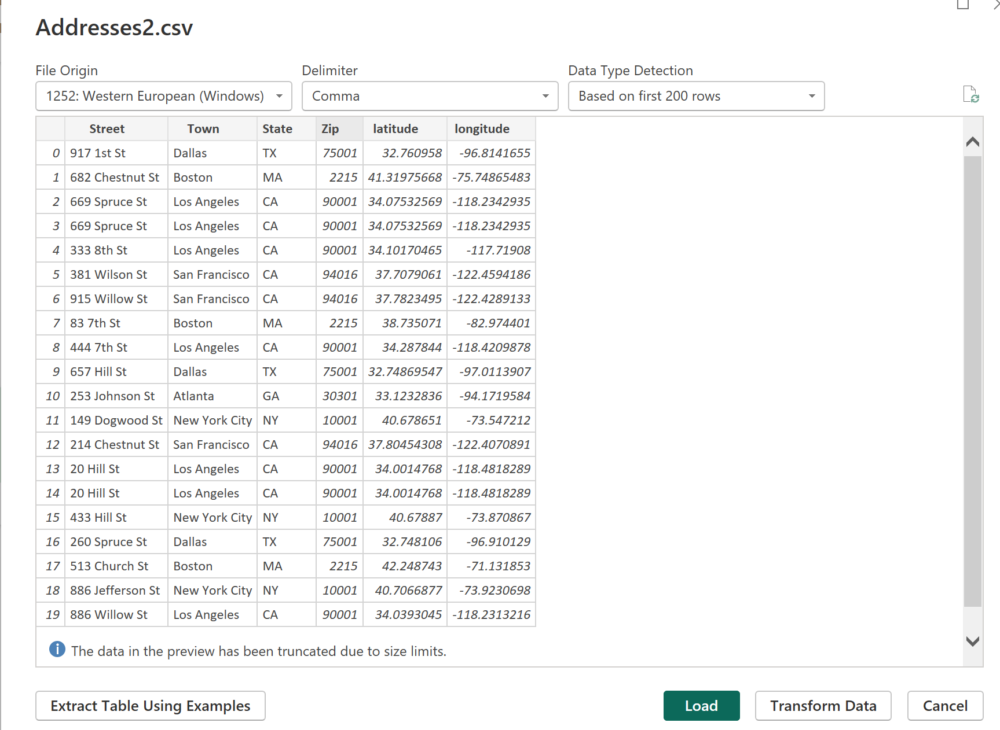 Addresses2.csv
File Origin Delimiter Data Type Detection
1252: Western European (Windows) Comma Based on first 200 rows
Street Town State Zip latitude longitude
0 917 1st St Dallas TX 75001 32.760958 -96.8141655
1 682 Chestnut St Boston MA 2215 41.31975668 -75.74865483
2 669 Spruce St Los Angeles CA 90001 34.07532569 -118.2342935
3 669 Spruce St Los Angeles CA 90001 34.07532569 -118.2342935
4 333 8th St Los Angeles CA 90001 34.10170465 -117.71908
5 381 Wilson St San Francisco CA 94016 37.7079061 -122.4594186
6 915 Willow St San Francisco CA 94016 37.7823495 -122.4289133
7 83 7th St Boston MA 2215 38.735071 -82.974401
8 444 7th St Los Angeles CA 90001 34.287844 -118.4209878
9 657 Hill St Dallas TX 75001 32.74869547 -97.0113907
10 253 Johnson St Atlanta GA 30301 33.1232836 -94.1719584
11 149 Dogwood St New York City NY 10001 40.678651 -73.547212
12 214 Chestnut St San Francisco CA 94016 37.80454308 -122.4070891
13 20 Hill St Los Angeles CA 90001 34.0014768 -118.4818289
14 20 Hill St Los Angeles CA 90001 34.0014768 -118.4818289
15 433 Hill St New York City NY 10001 40.67887 -73.870867
16 260 Spruce St Dallas TX 75001 32.748106 -96.910129
17 513 Church St Boston MA 2215 42.248743 -71.131853
18 886 Jefferson St New York City NY 10001 40.7066877 -73.9230698
19 886 Willow St Los Angeles CA 90001 34.0393045 -118.2313216
The data in the preview has been truncated due to size limits.
Extract Table Using Examples Load Transform Data Cancel